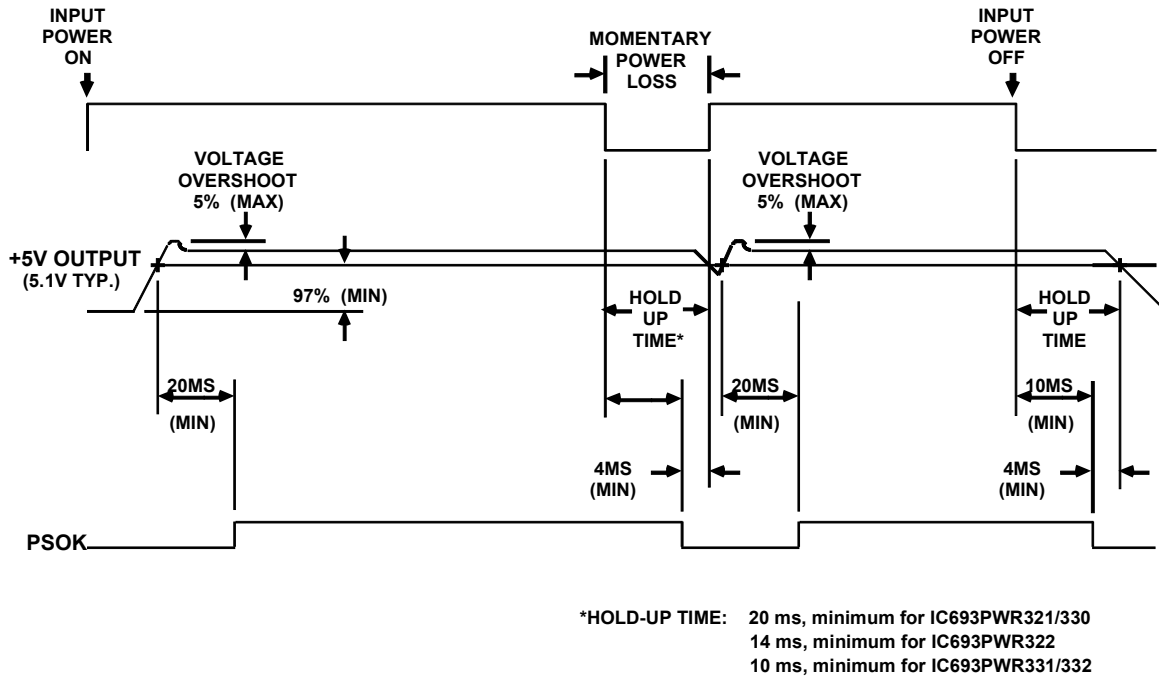 INPUT
POWER
ON
MOMENTARY
POWER
LOSS
INPUT
POWER
OFF
VOLTAGE
OVERSHOOT
5% (MAX)
VOLTAGE
OVERSHOOT
5% (MAX)
+5V OUTPUT
(5.1V TYP.)
97% (MIN)
HOLD
UP
TIME*
HOLD
UP
TIME
20MS
(MIN)
20MS
(MIN)
10MS
(MIN)
4MS
(MIN)
4MS
(MIN)
PSOK
*HOLD-UP TIME: 20 ms, minimum for IC693PWR321/330
14 ms, minimum for IC693PWR322
10 ms, minimum for IC693PWR331/332